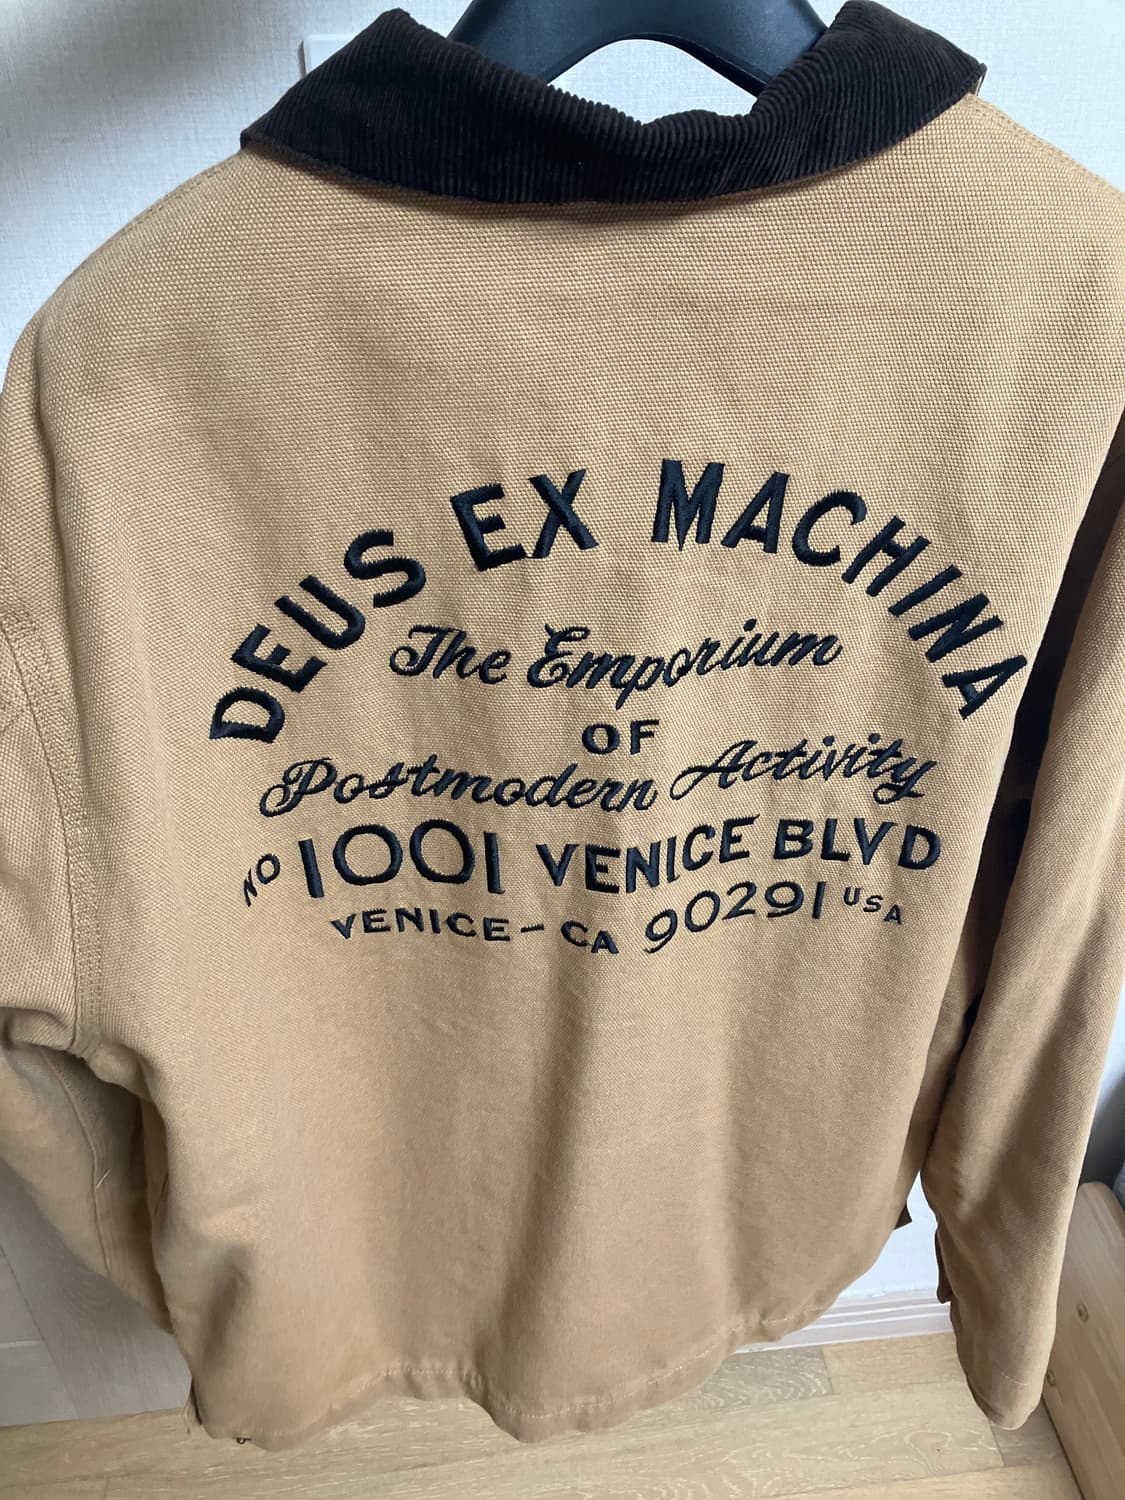 DEUS EX MACHINA
The Emporium
OF
Postmodern Activity
NO 1001 VENICE BLVD
VENICE-CA 90291 USA